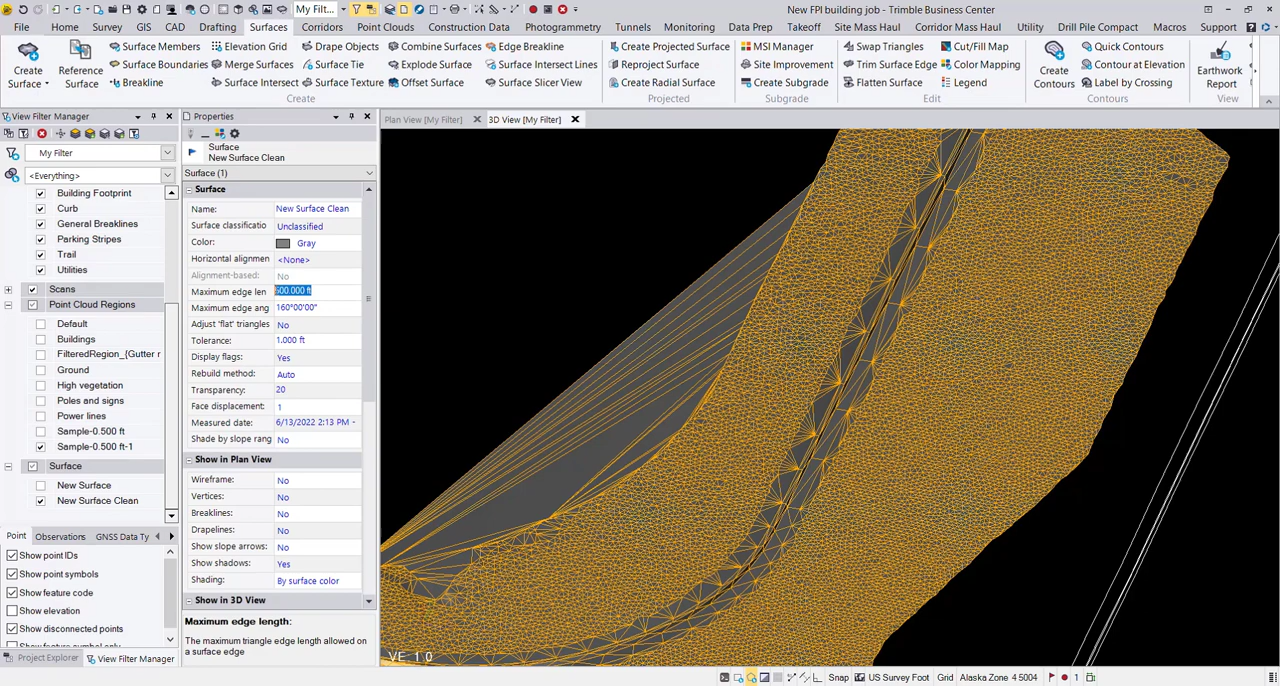 My Filt...
New FPI building job - Trimble Business Center
File Home Survey GIS CAD Drafting Surfaces Corridors Point Clouds Construction Data Photogrammetry Tunnels Monitoring Road Takeoff Site Mass Haul Corridor Mass Haul Utility Drill Pile Compact Macros Support
Surface Members Elevation Grid Drape Objects Combine Surfaces Edge Breakline Create Projected Surface MSI Manager Swap Triangles Cut/Fill Map Quick Contours
Surface Boundaries Merge Surfaces Surface Tie Explode Surface Surface Intersect Lines Reproject Surface Site Improvement Trim Surface Edge Color Mapping Contours at Elevation
Create Surface Reference Surface Create Contours Earthwork Report
Breakline Surface Intersect Surface Texture Offset Surface Surface Slicer View Create Radial Surface Create Subgrade Flatten Surface Legend Label by Crossing
Create Projected Subgrade Edit Contours View
View Filter Manager
My Filter
<Everything>
Building Footprint
Curb
General Breaklines
Parking Stripes
Trail
Utilities
Scans
Point Cloud Regions
Default
Buildings
FilteredRegion_{Gutter r
Ground
High vegetation
Poles and signs
Power lines
Sample-0.500 ft
Sample-0.500 ft-1
Surface
New Surface
New Surface Clean
Point Observations GNSS Data Ty
Show point IDs
Show point symbols
Show feature code
Show elevation
Show disconnected points
Project Explorer View Filter Manager
Properties
Surface
New Surface Clean
Surface (1)
Surface
Name: New Surface Clean
Surface classificatio Unclassified
Color: Gray
Horizontal alignmen <None>
Alignment-based: No
Maximum edge len 500.000 ft
Maximum edge ang 160°00'00"
Adjust 'flat' triangles No
Tolerance: 1.000 ft
Display flags: Yes
Rebuild method: Auto
Transparency: 20
Face displacement: 1
Measured date: 6/13/2022 2:13 PM -
Shade by slope rang No
Show in Plan View
Wireframe: No
Vertices: No
Breaklines: No
Drapelines: No
Show slope arrows: No
Show shadows: Yes
Shading: By surface color
Show in 3D View
Maximum edge length:
The maximum triangle edge length allowed on
a surface edge
Plan View [My Filter] 3D View [My Filter]
VE 1.0
Snap US Survey Foot Grid Alaska Zone 4 5004 1